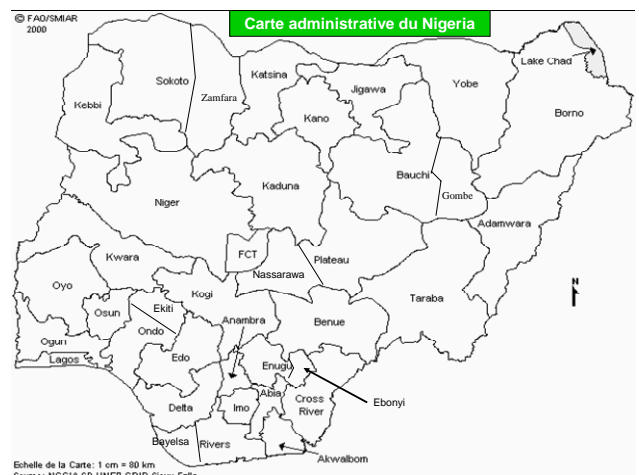 © FAO/SMIAR
2000
Carte administrative du Nigeria
Sokoto
Zamfara
Katsina
Jigawa
Yobe
Lake Chad
Kebbi
Kano
Borno
Kaduna
Bauchi
Gombe
Niger
Adamwara
FCT
Kwara
Nassarawa
Plateau
N
Oyo
Kogi
Taraba
Osun
Ekiti
Anambra
Benue
Ondo
Ogun
Lagos
Edo
Enugu
Ebonyi
Delta
Imo
Abia
Cross
River
Bayelsa
Rivers
Akwaibom
Echelle de la Carte: 1 cm = 80 km